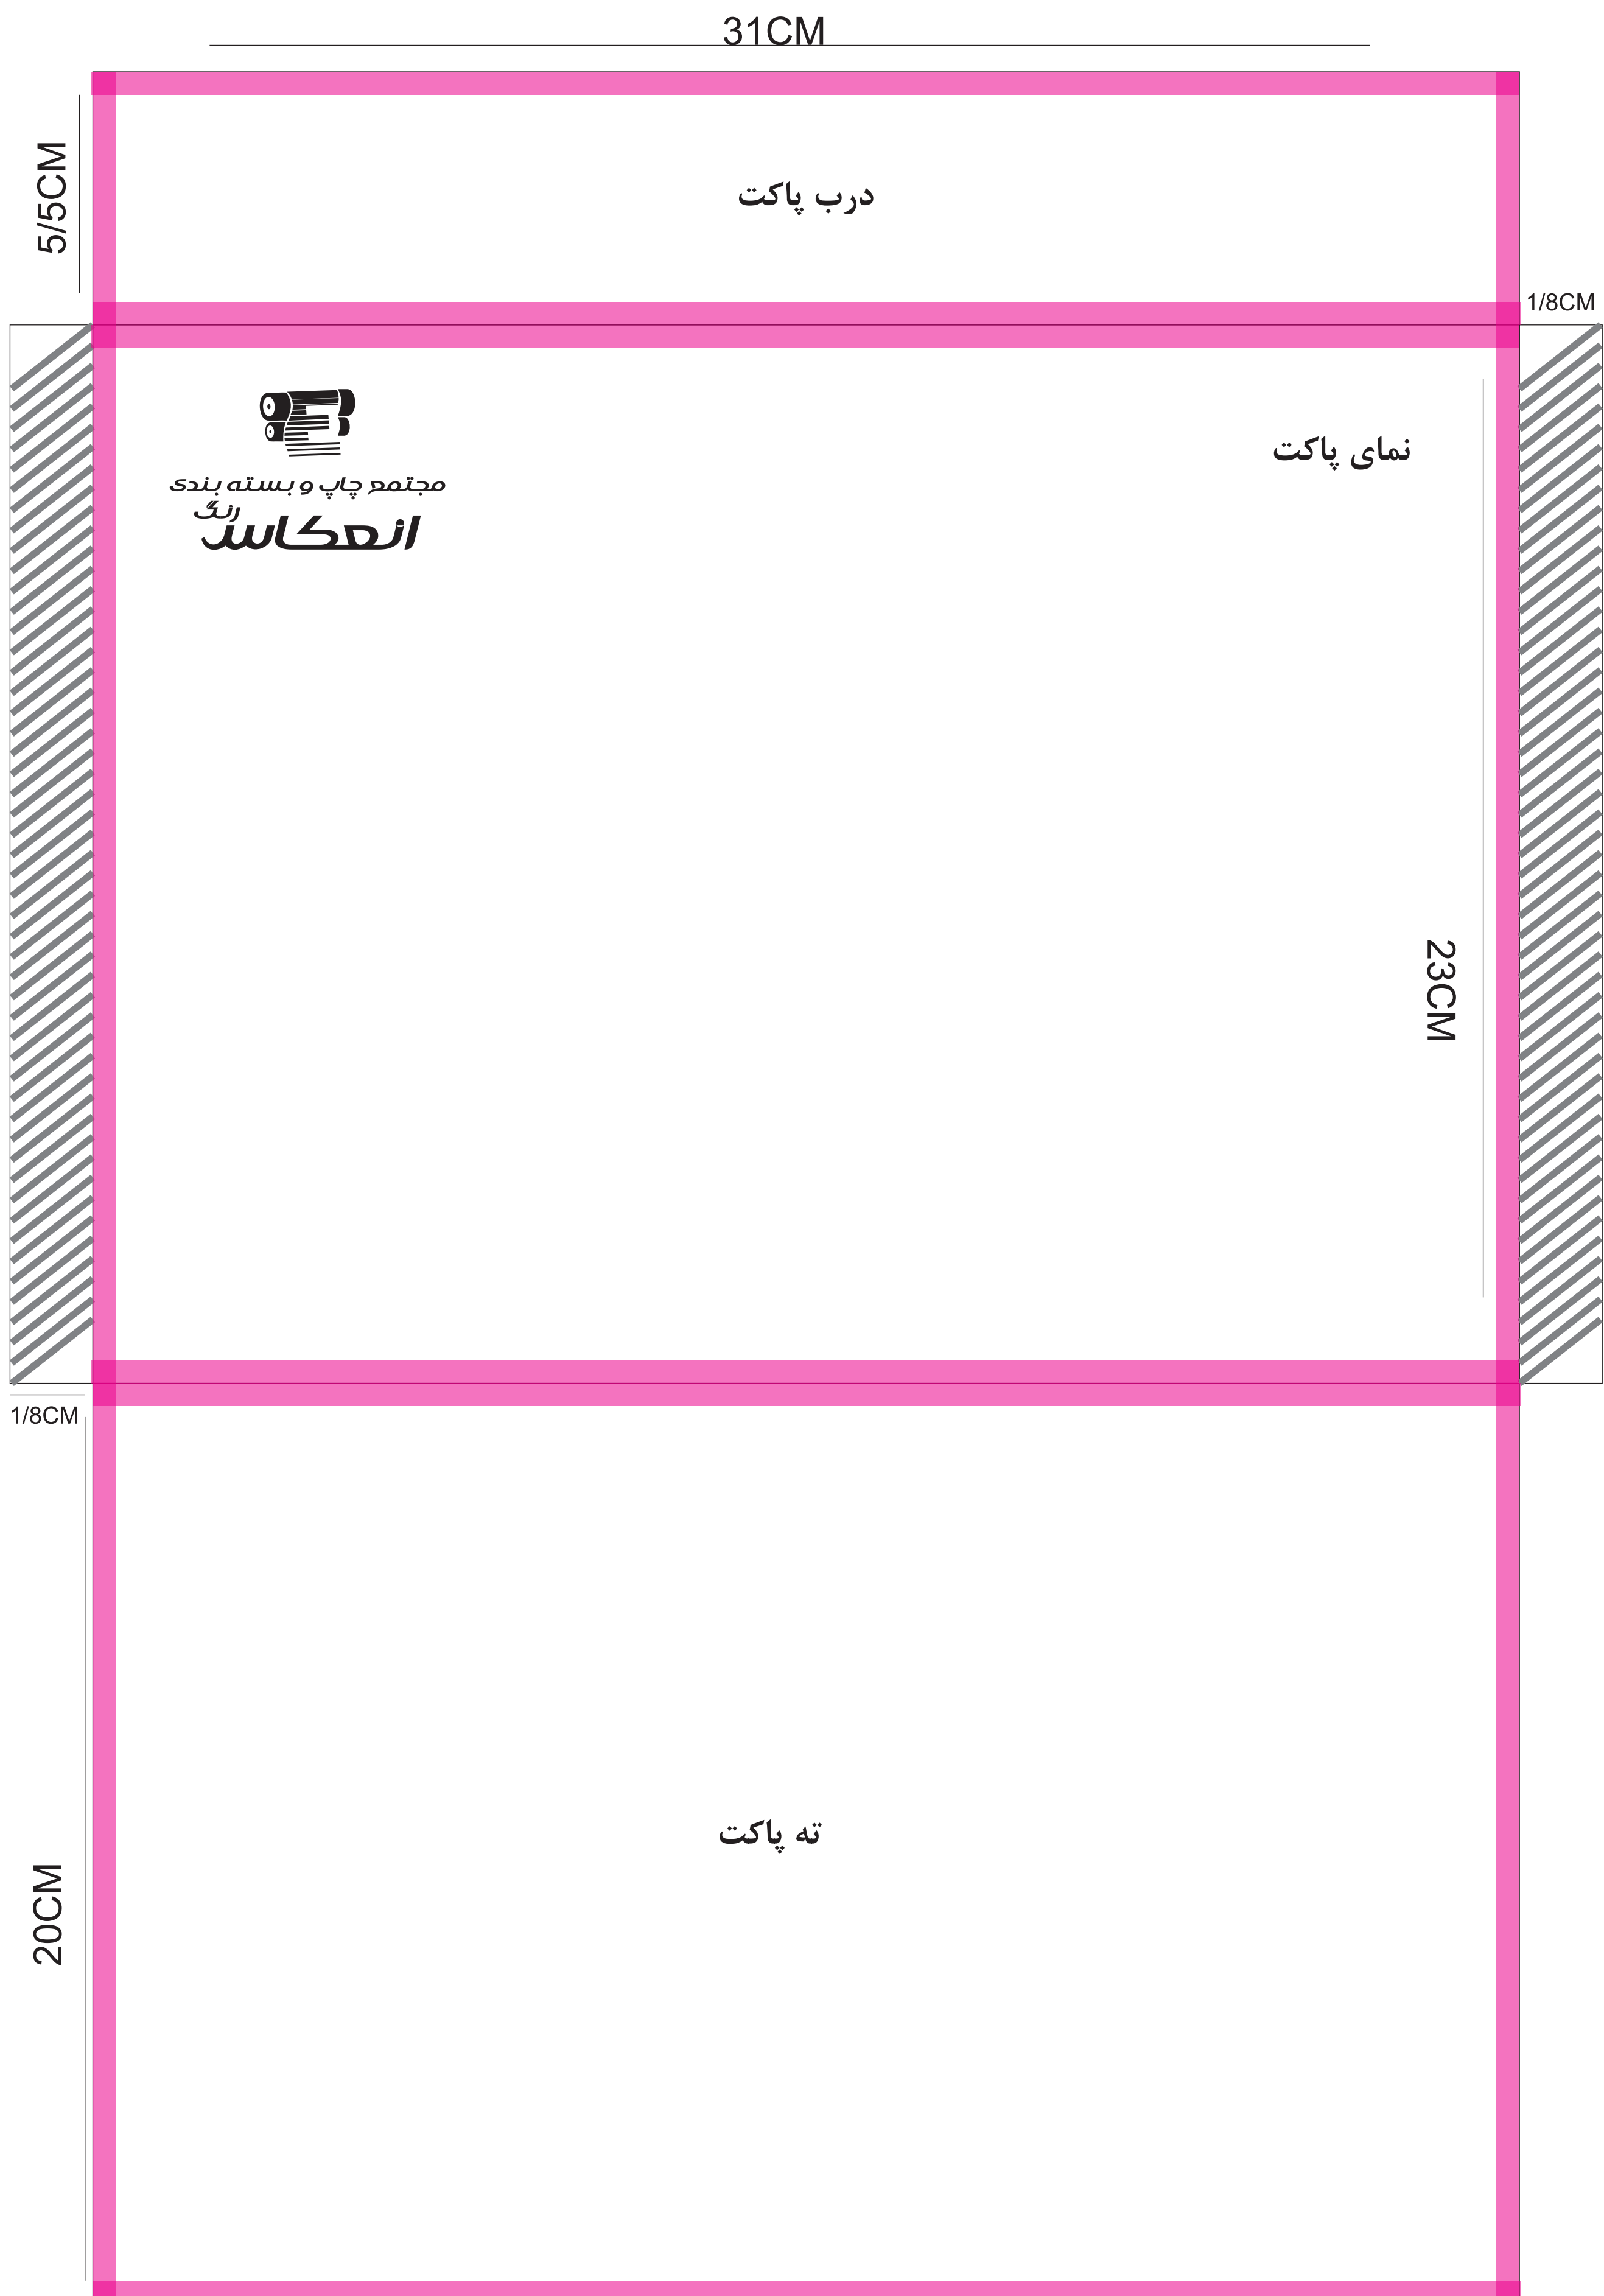 31CM
5/5CM
درب پاکت
1/8CM
مجتمع چاپ و بسته بندی
انعکاس رنگ
نمای پاکت
23CM
1/8CM
ته پاکت
20CM